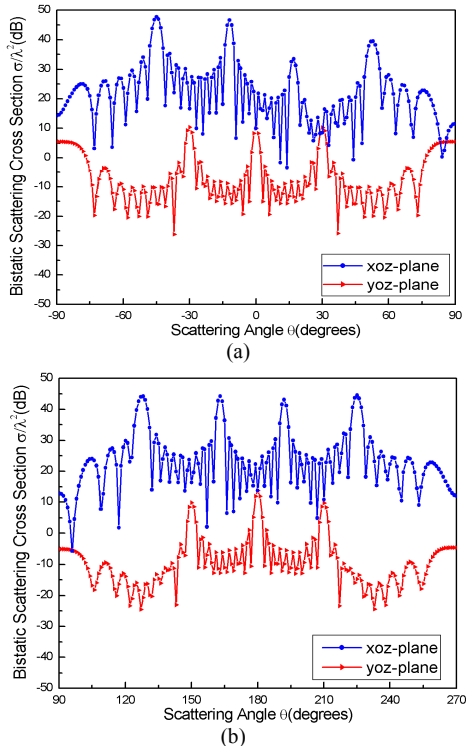 Bistatic Scattering Cross Section σ/λ²(dB)
50
40
30
20
10
0
-10
-20
-30
-40
-50
-90 -60 -30 0 30 60 90
xoz-plane
yoz-plane
Scattering Angle θ(degrees)
(a)
Bistatic Scattering Cross Section σ/λ²(dB)
50
40
30
20
10
0
-10
-20
-30
-40
-50
90 120 150 180 210 240 270
xoz-plane
yoz-plane
Scattering Angle θ(degrees)
(b)